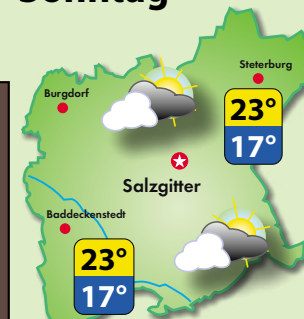 Sonntag
Steterburg
Burgdorf
23°
17°
Salzgitter
Baddeckenstedt
23°
17°